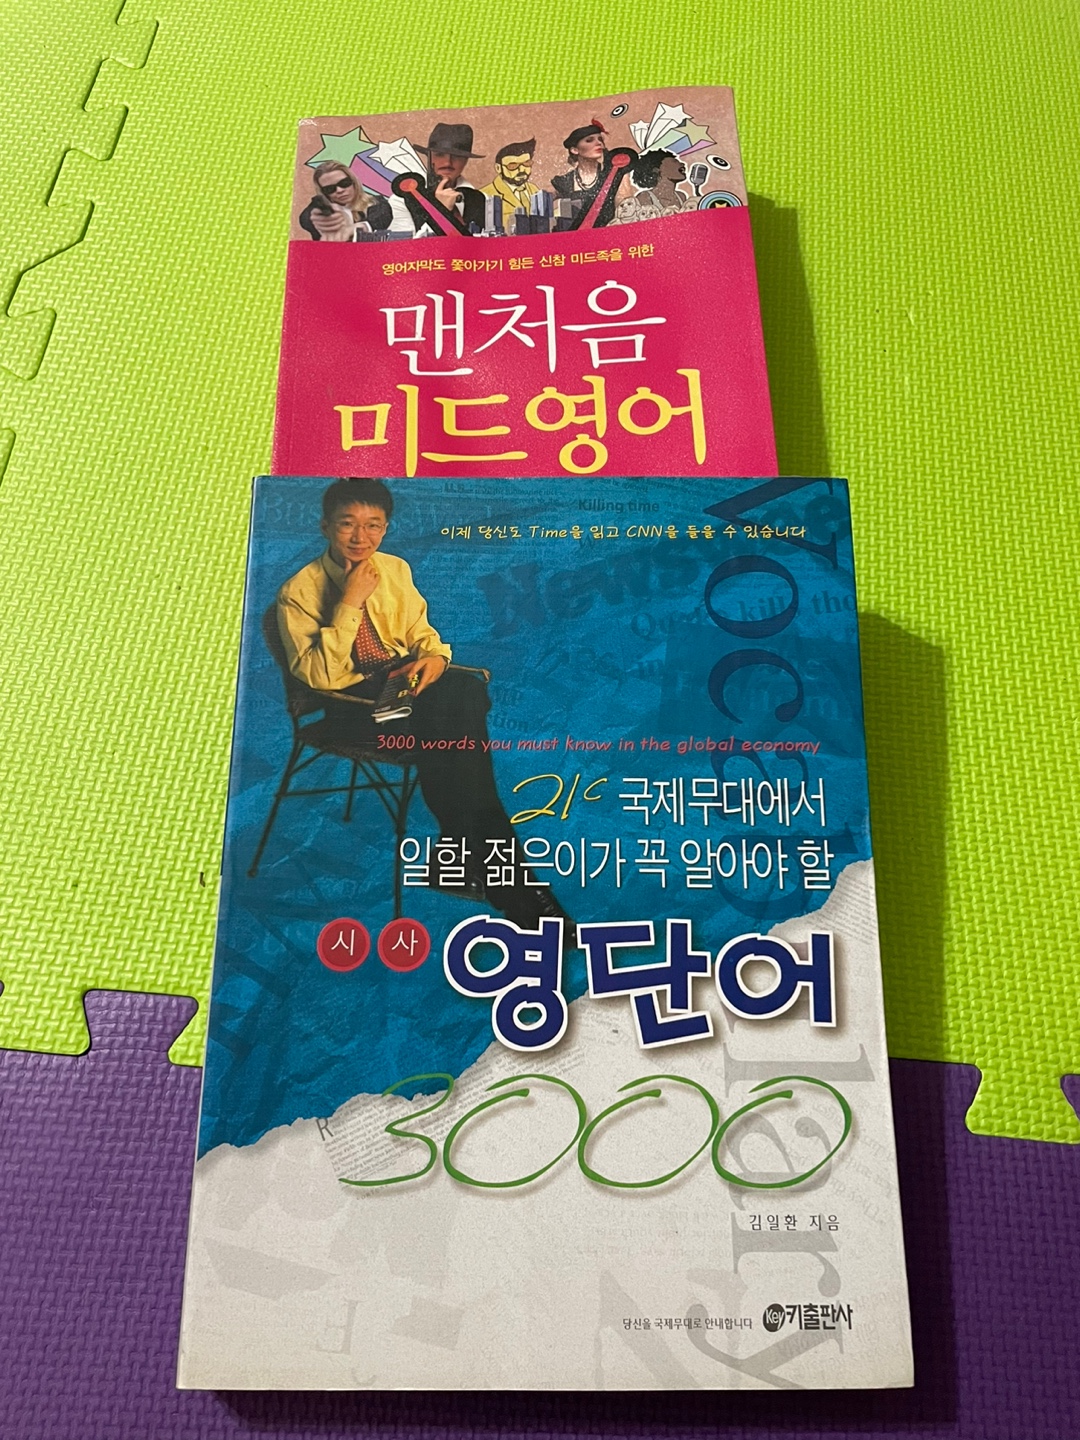 영어자막도 쫓아가기 힘든 신참 미드족을 위한
맨처음
미드영어
Killing time
이제 당신도 Time을 읽고 CNN을 들을 수 있습니다
News
Vocabulary
3000 words you must know in the global economy
21c 국제무대에서
일할 젊은이가 꼭 알아야 할
시사 영단어
3000
R
김일환 지음
당신을 국제무대로 안내합니다 Key 키출판사